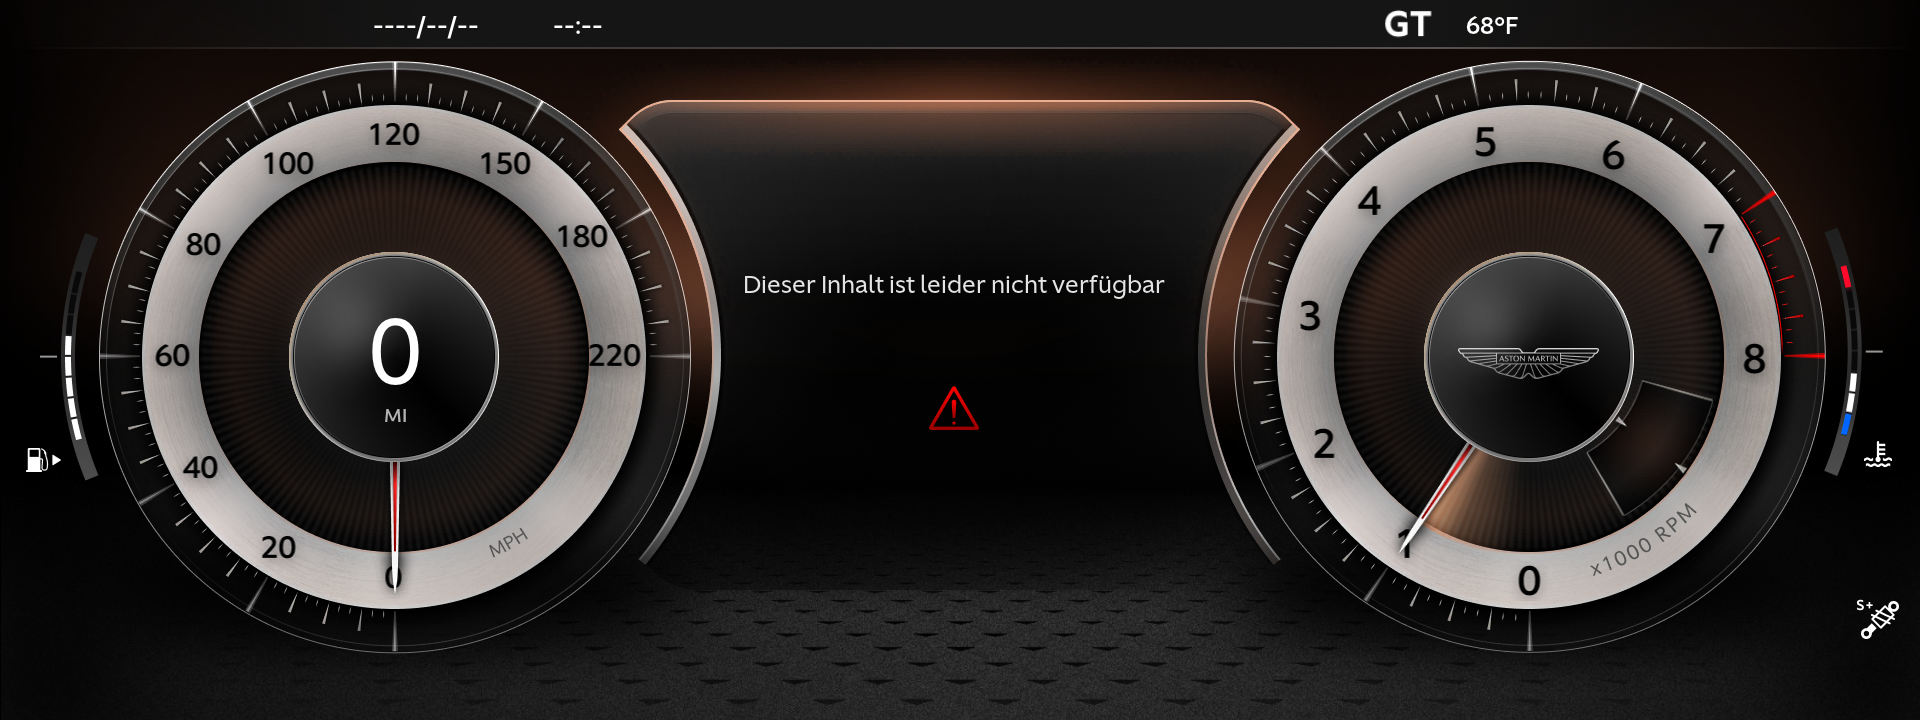 ----/--/--
--:--
GT
68°F
120
100
150
80
180
60
220
40
20
0
MPH
0
MI
Dieser Inhalt ist leider nicht verfügbar
5
6
4
7
3
8
2
1
0
x1000 RPM
ASTON MARTIN
S+